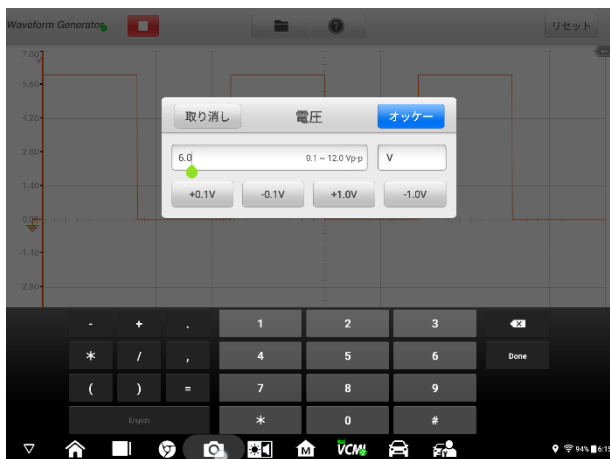 Waveform Generator
リセット
7.00
5.60
4.20
2.80
1.40
0.00
-1.40
2.80
取り消し 電圧 オッケー
6.0 0.1 ~ 12.0 Vp-p V
+0.1V -0.1V +1.0V -1.0V
- + . 1 2 3
* / , 4 5 6 Done
( ) = 7 8 9
English * 0 #
M VCMI 94% 6:15